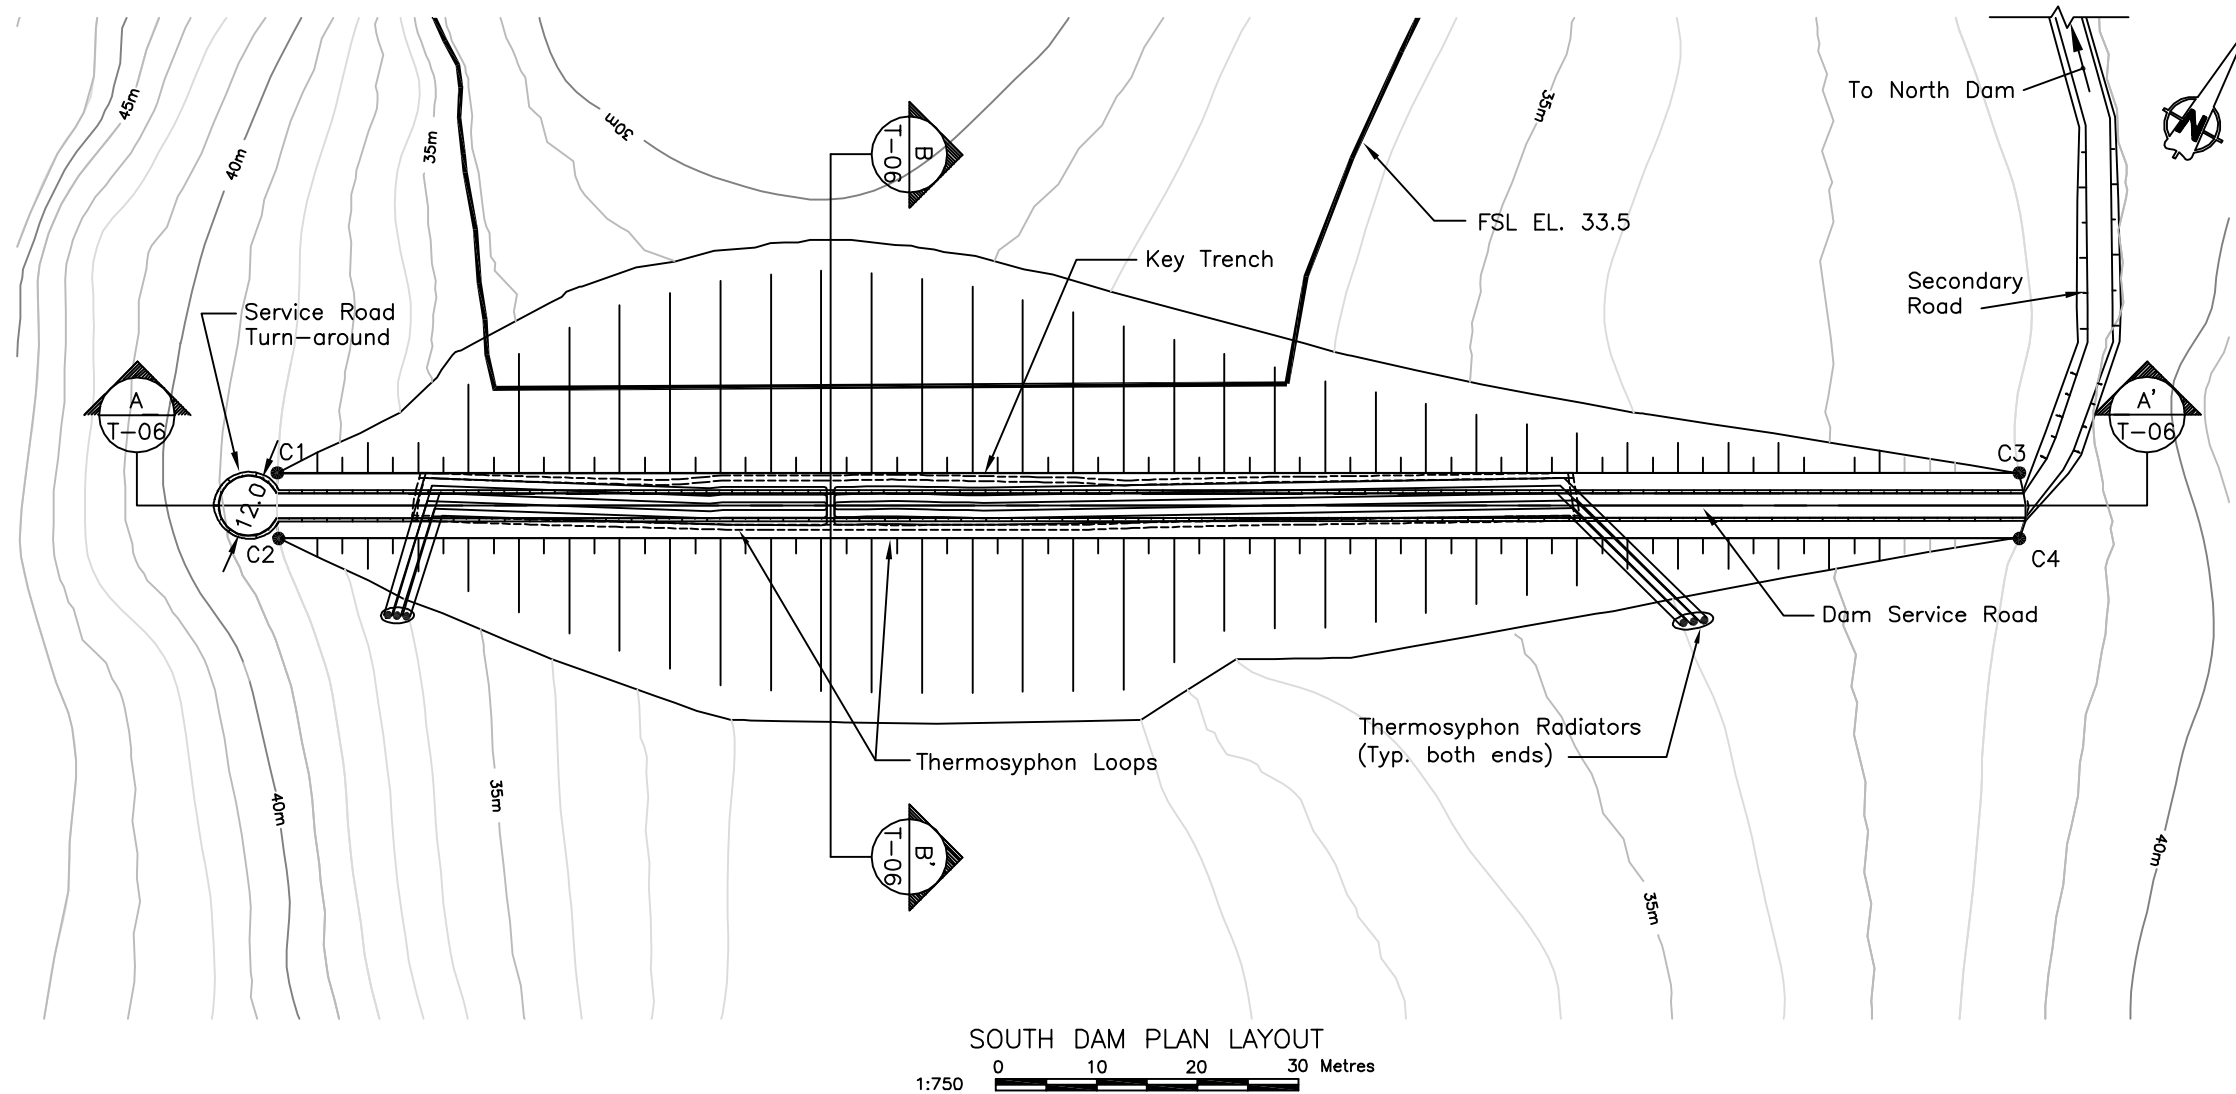 45m
40m
35m
30m
B
T-06
35m
To North Dam
N
FSL EL. 33.5
Key Trench
Secondary
Road
Service Road
Turn-around
A
T-06
A'
T-06
C1
C3
12.0
C2
C4
Dam Service Road
Thermosyphon Radiators
(Typ. both ends)
Thermosyphon Loops
40m
35m
B'
T-06
35m
40m
SOUTH DAM PLAN LAYOUT
0 10 20 30 Metres
1:750